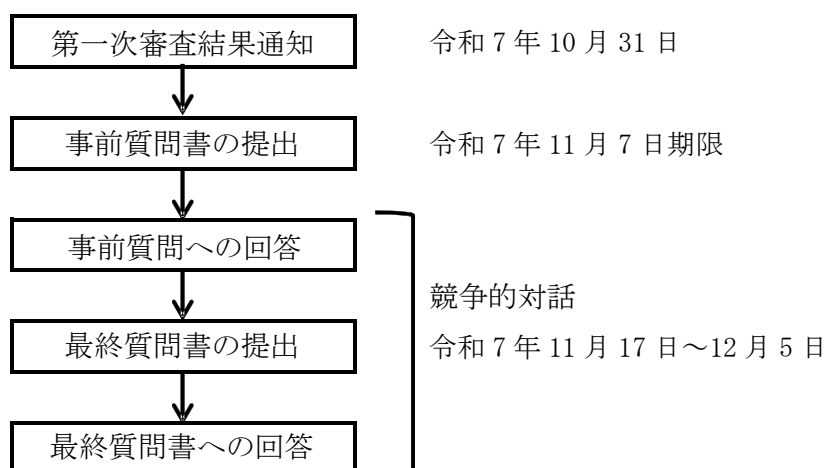 第一次審査結果通知
令和 7 年 10 月 31 日
事前質問書の提出
令和 7 年 11 月 7 日期限
事前質問への回答
競争的対話
最終質問書の提出
令和 7 年 11 月 17 日～12 月 5 日
最終質問書への回答